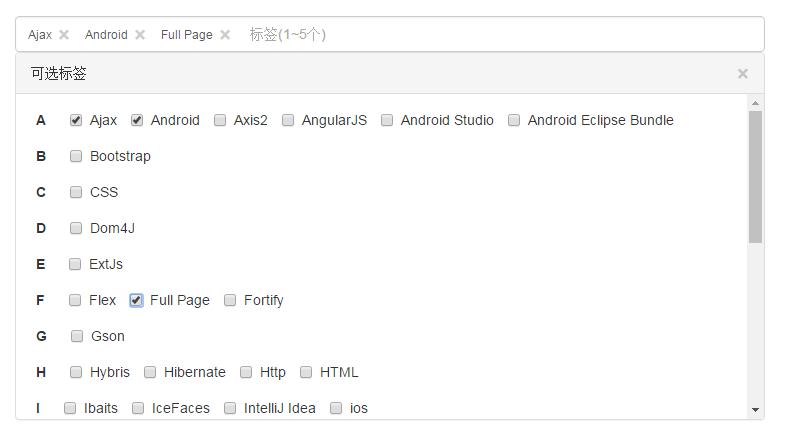 Ajax Android Full Page 标签(1~5个)
可选标签
A Ajax Android Axis2 AngularJS Android Studio Android Eclipse Bundle
B Bootstrap
C CSS
D Dom4J
E ExtJs
F Flex Full Page Fortify
G Gson
H Hybris Hibernate Http HTML
I Ibaits IceFaces IntelliJ Idea ios